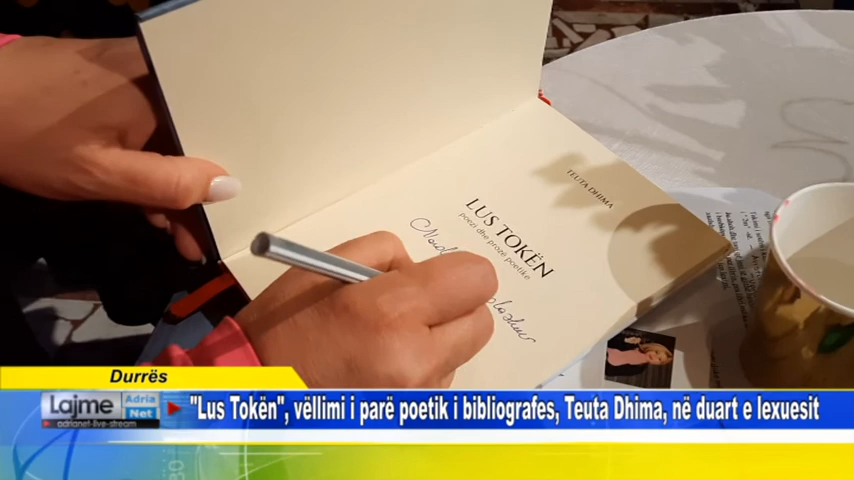 TEUTA DHIMA
LUS TOKËN
poezi dhe prozë poetike
Durrës
Lajme
Adria
Net
adrianet-live-stream
"Lus Tokën", vëllimi i parë poetik i bibliografes, Teuta Dhima, në duart e lexuesit